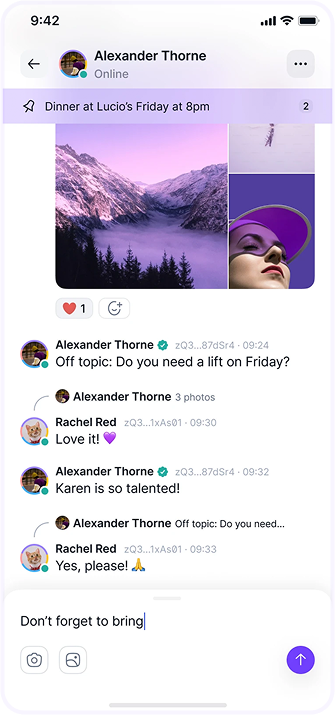 9:41
Alexander Thorne
Online
Dinner at Lucio's Friday at 8pm
2
1
Alexander Thorne zQ3...87dSr4 · 09:24
Off topic: Do you need a lift on Friday?
Alexander Thorne 3 photos
Rachel Red zQ3...1xAs01 · 09:30
Love it! 💜
Alexander Thorne zQ3...87dSr4 · 09:32
Karen is so talented!
Alexander Thorne Off topic: Do you need...
Rachel Red zQ3...1xAs01 · 09:33
Yes, please! 🙏
Don't forget to bring